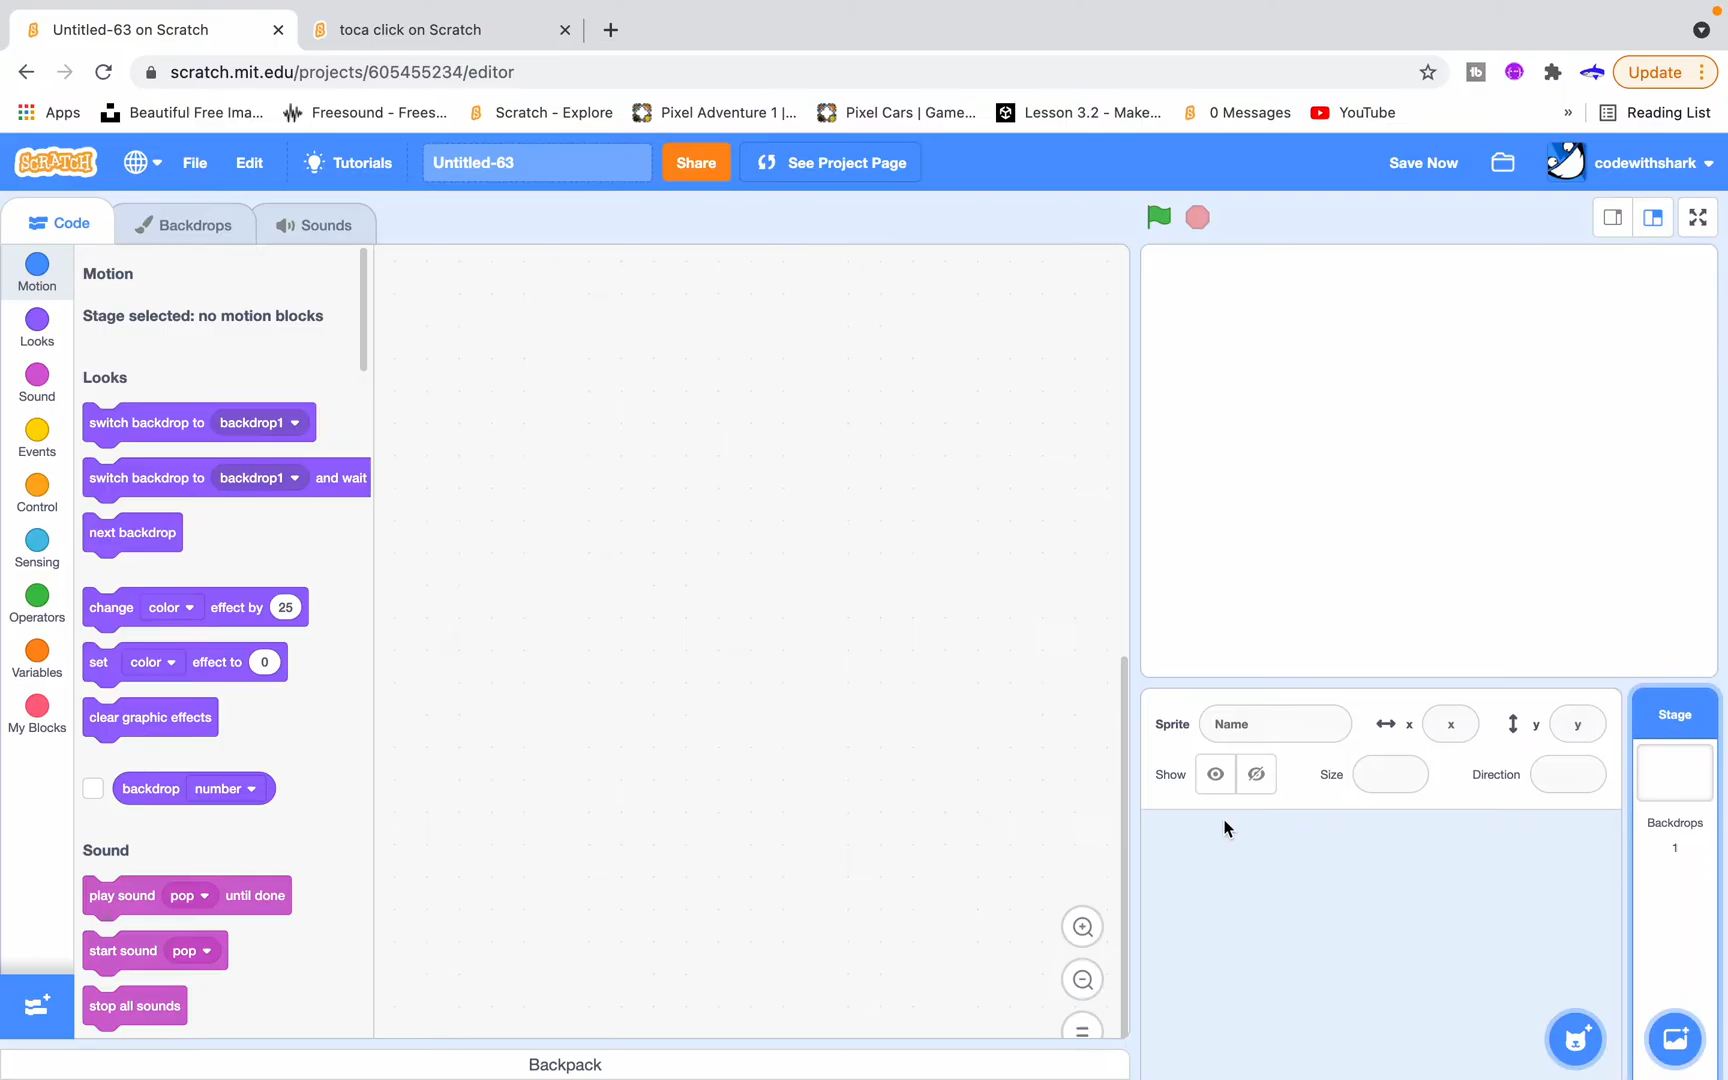 Untitled-63 on Scratch
toca click on Scratch
scratch.mit.edu/projects/605455234/editor
Update
Apps
Beautiful Free Ima...
Freesound - Frees...
Scratch - Explore
Pixel Adventure 1 |...
Pixel Cars | Game...
Lesson 3.2 - Make...
0 Messages
YouTube
»
Reading List
SCRATCH
File
Edit
Tutorials
Untitled-63
Share
See Project Page
Save Now
codewithshark
Code
Backdrops
Sounds
Motion
Looks
Sound
Events
Control
Sensing
Operators
Variables
My Blocks
Motion
Stage selected: no motion blocks
Looks
switch backdrop to backdrop1
switch backdrop to backdrop1 and wait
next backdrop
change color effect by 25
set color effect to 0
clear graphic effects
backdrop number
Sound
play sound pop until done
start sound pop
stop all sounds
Backpack
Sprite Name x x y y
Show Size Direction
Stage
Backdrops
1